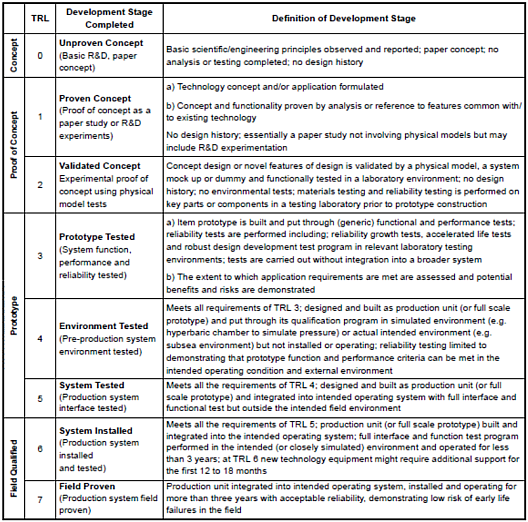 TRL
Development Stage
Completed
Definition of Development Stage
Concept
0
Unproven Concept
(Basic R&D, paper
concept)
Basic scientific/engineering principles observed and reported; paper concept; no
analysis or testing completed; no design history
Proof of Concept
1
Proven Concept
(Proof of concept as a
paper study or R&D
experiments)
a) Technology concept and/or application formulated
b) Concept and functionality proven by analysis or reference to features common with/
to existing technology
No design history; essentially a paper study not involving physical models but may
include R&D experimentation
2
Validated Concept
Experimental proof of
concept using physical
model tests
Concept design or novel features of design is validated by a physical model, a system
mock up or dummy and functionally tested in a laboratory environment; no design
history; no environmental tests; materials testing and reliability testing is performed on
key parts or components in a testing laboratory prior to prototype construction
Prototype
3
Prototype Tested
(System function,
performance and
reliability tested)
a) Item prototype is built and put through (generic) functional and performance tests;
reliability tests are performed including; reliability growth tests, accelerated life tests
and robust design development test program in relevant laboratory testing
environments; tests are carried out without integration into a broader system
b) The extent to which application requirements are met are assessed and potential
benefits and risks are demonstrated
4
Environment Tested
(Pre-production system
environment tested)
Meets all requirements of TRL 3; designed and built as production unit (or full scale
prototype) and put through its qualification program in simulated environment (e.g.
hyperbaric chamber to simulate pressure) or actual intended environment (e.g.
subsea environment) but not installed or operating; reliability testing limited to
demonstrating that prototype function and performance criteria can be met in the
intended operating condition and external environment
5
System Tested
(Production system
interface tested)
Meets all the requirements of TRL 4; designed and built as production unit (or full
scale prototype) and integrated into intended operating system with full interface and
functional test but outside the intended field environment
Field Qualified
6
System Installed
(Production system
installed
and tested)
Meets all the requirements of TRL 5; production unit (or full scale prototype) built and
integrated into the intended operating system; full interface and function test program
performed in the intended (or closely simulated) environment and operated for less
than 3 years; at TRL 6 new technology equipment might require additional support for
the first 12 to 18 months
7
Field Proven
(Production system field
proven)
Production unit integrated into intended operating system, installed and operating for
more than three years with acceptable reliability, demonstrating low risk of early life
failures in the field